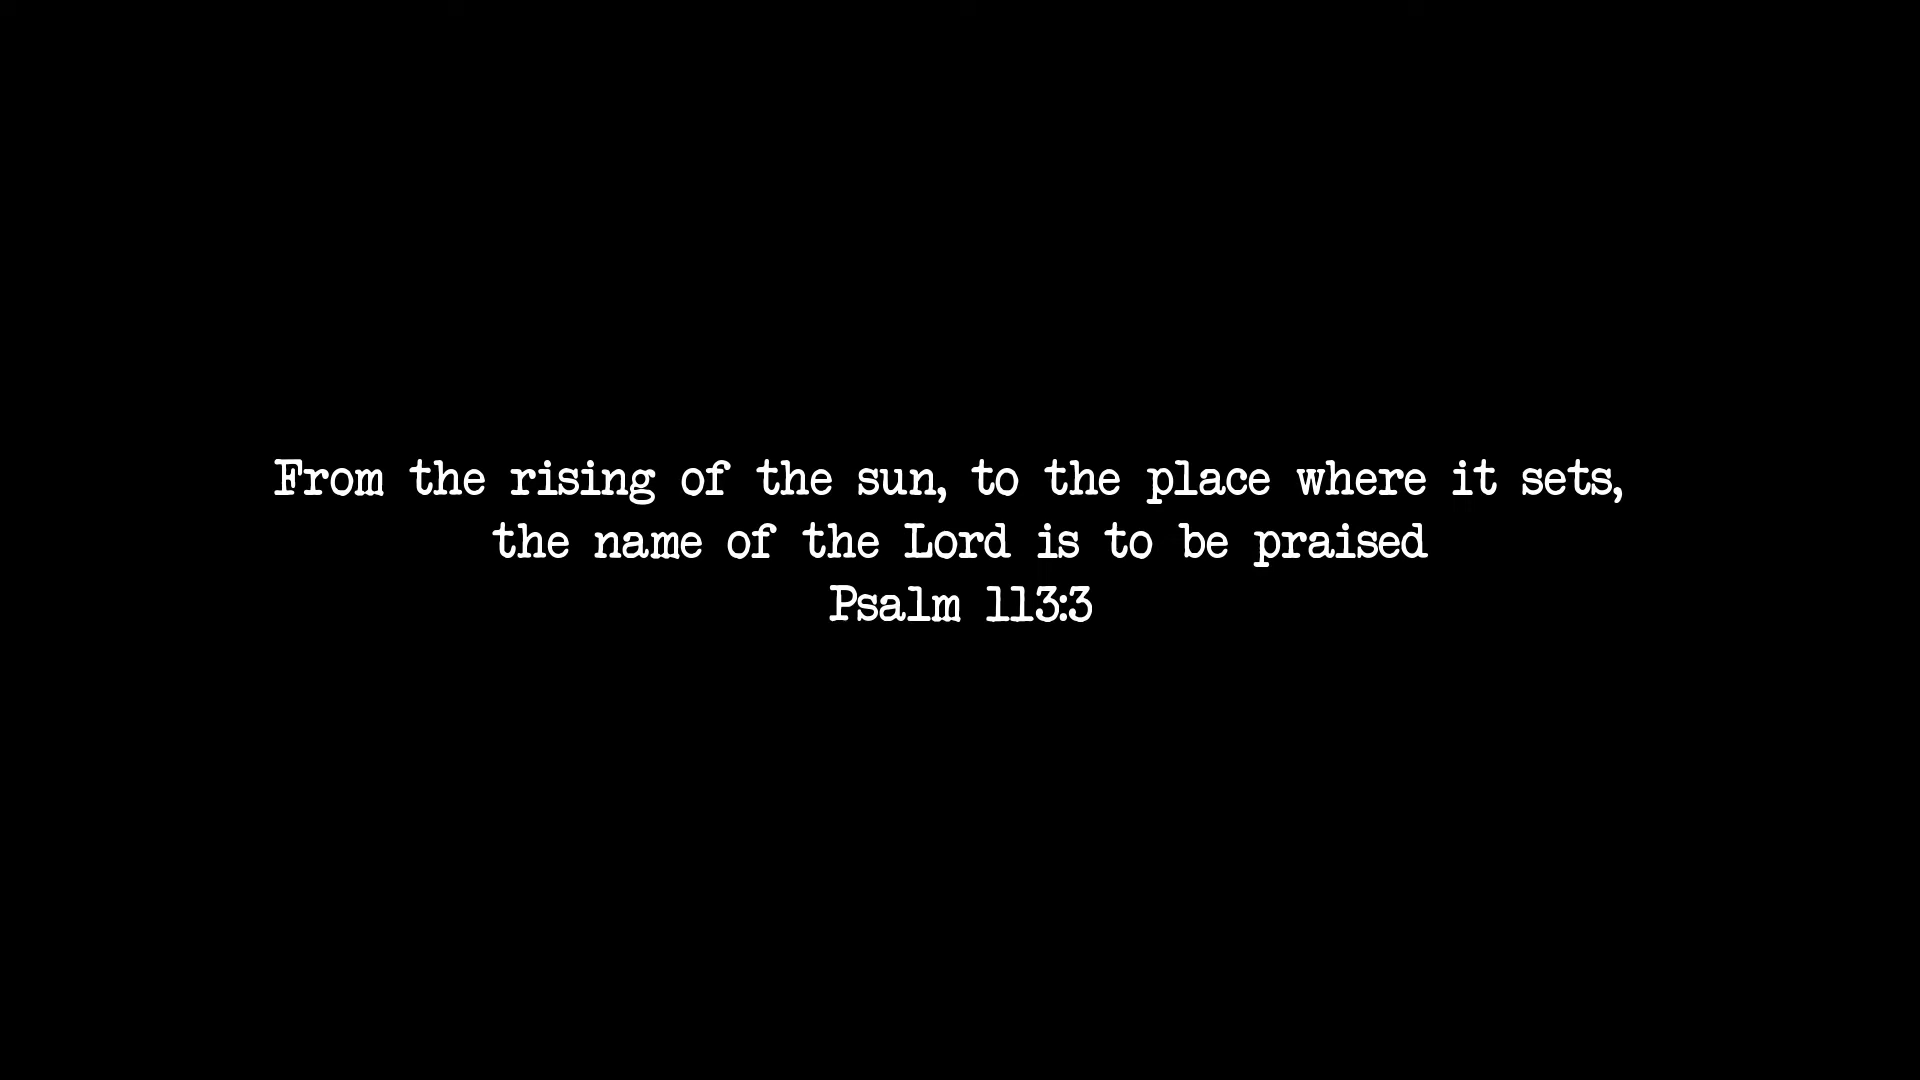 From the rising of the sun, to the place where it sets,
the name of the Lord is to be praised
Psalm 113:3